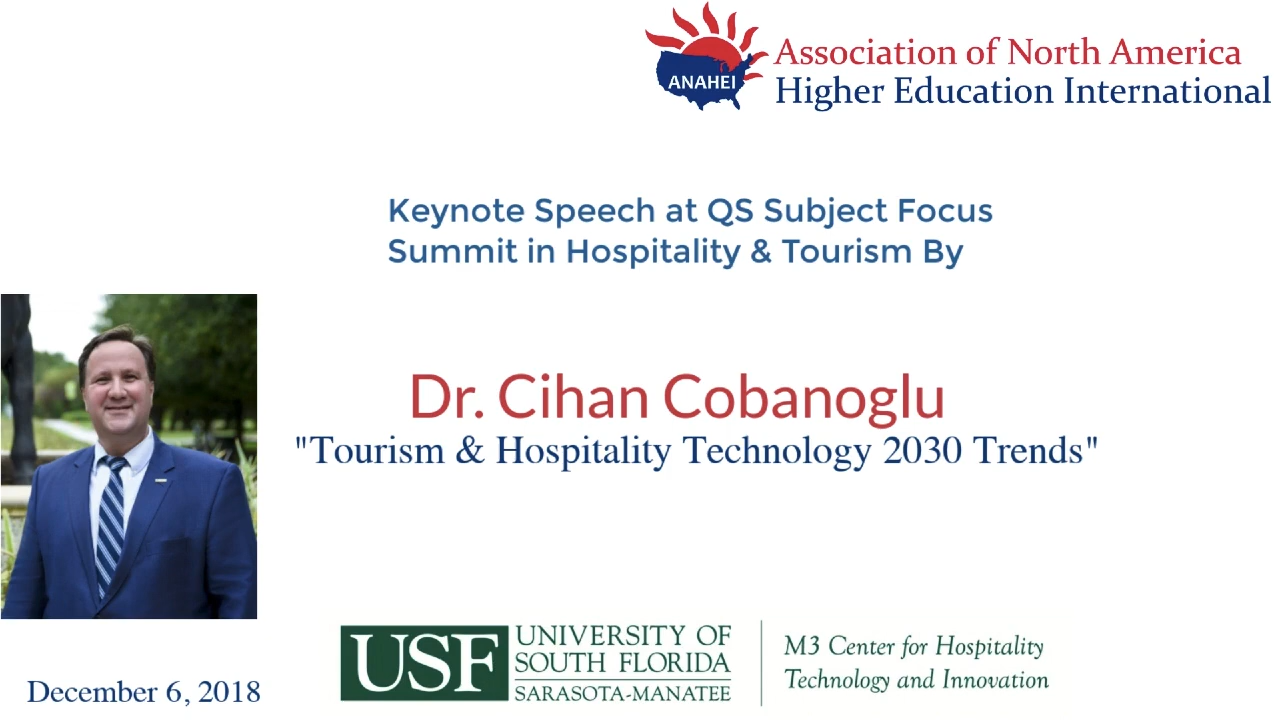 ANAHEI
Association of North America
Higher Education International
Keynote Speech at QS Subject Focus
Summit in Hospitality & Tourism By
Dr. Cihan Cobanoglu
"Tourism & Hospitality Technology 2030 Trends"
USF
UNIVERSITY OF
SOUTH FLORIDA
SARASOTA-MANATEE
M3 Center for Hospitality
Technology and Innovation
December 6, 2018